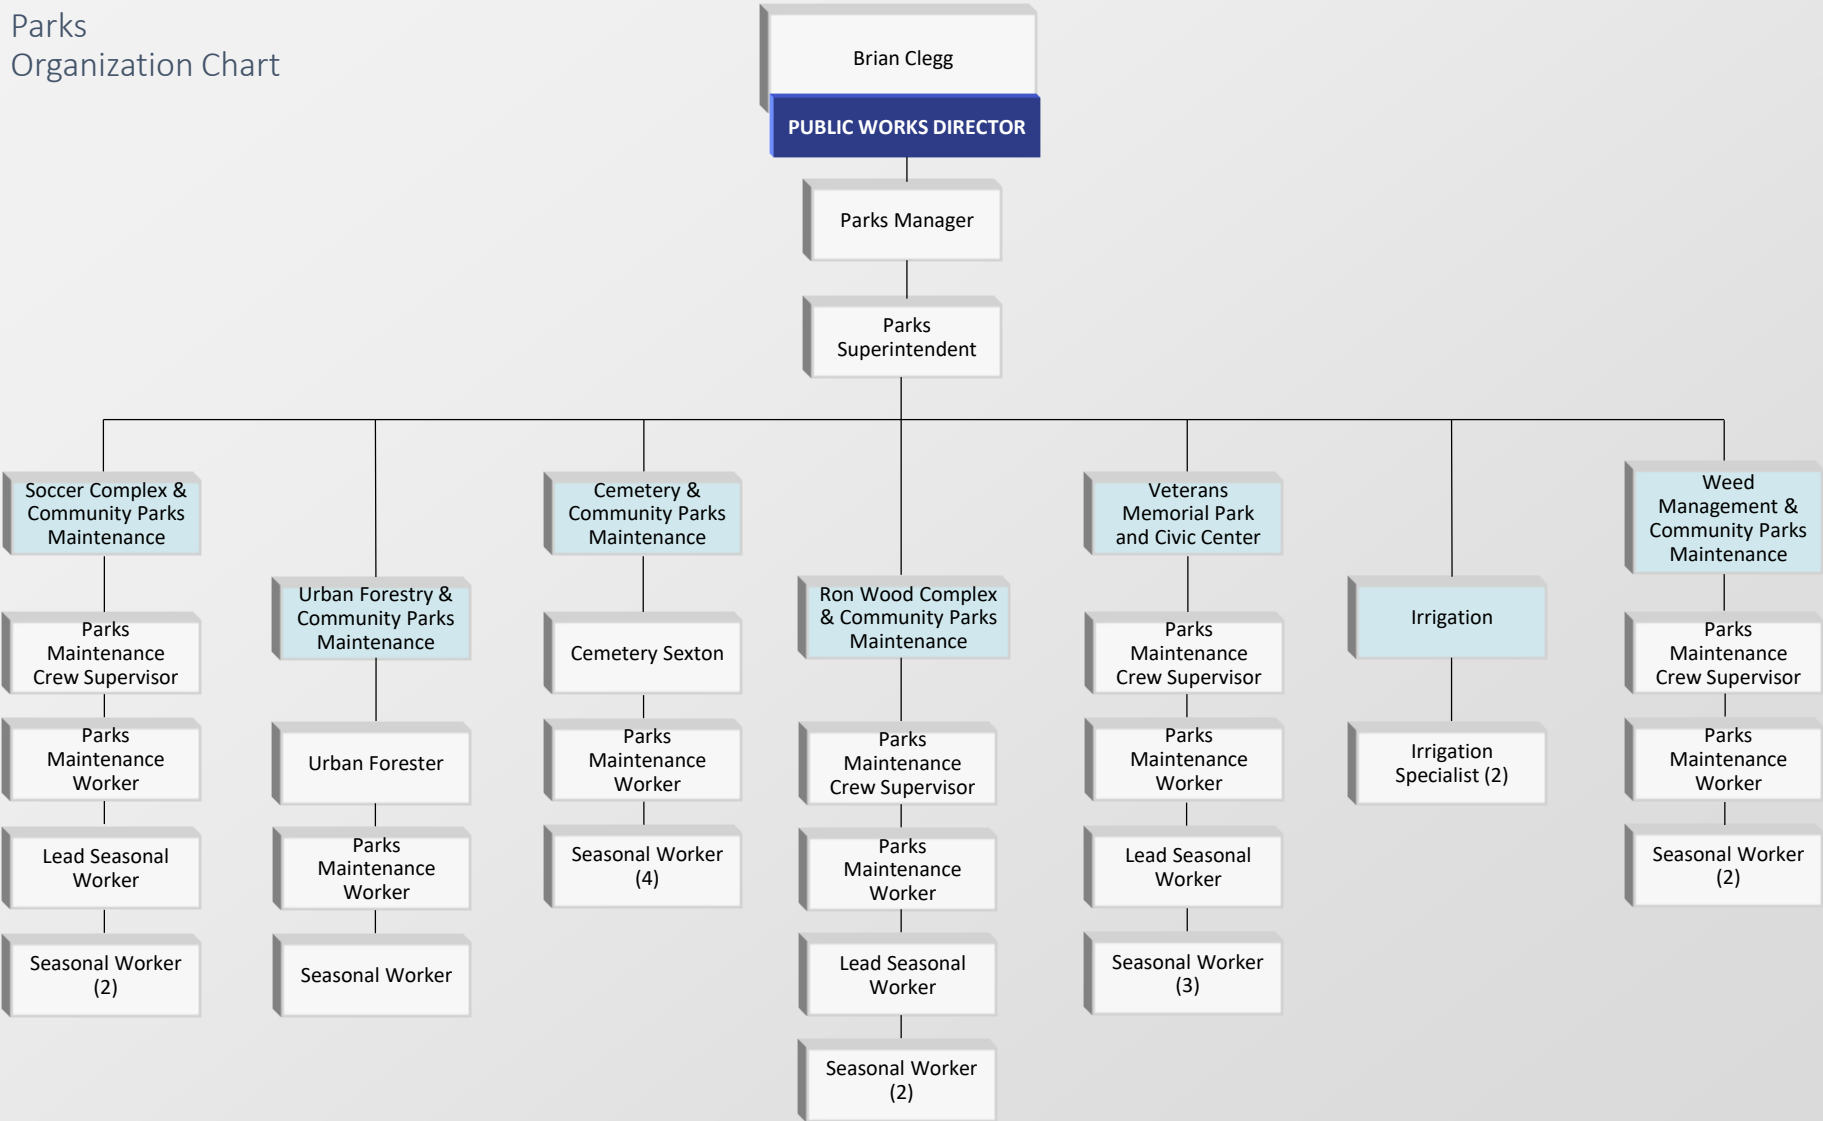 Parks
Organization Chart
Brian Clegg
PUBLIC WORKS DIRECTOR
Parks Manager
Parks
Superintendent
Soccer Complex &
Community Parks
Maintenance
Parks
Maintenance
Crew Supervisor
Parks
Maintenance
Worker
Lead Seasonal
Worker
Seasonal Worker
(2)
Urban Forestry &
Community Parks
Maintenance
Urban Forester
Parks
Maintenance
Worker
Seasonal Worker
Cemetery &
Community Parks
Maintenance
Cemetery Sexton
Parks
Maintenance
Worker
Seasonal Worker
(4)
Ron Wood Complex
& Community Parks
Maintenance
Parks
Maintenance
Crew Supervisor
Parks
Maintenance
Worker
Lead Seasonal
Worker
Seasonal Worker
(2)
Veterans
Memorial Park
and Civic Center
Parks
Maintenance
Crew Supervisor
Parks
Maintenance
Worker
Lead Seasonal
Worker
Seasonal Worker
(3)
Irrigation
Irrigation
Specialist (2)
Weed
Management &
Community Parks
Maintenance
Parks
Maintenance
Crew Supervisor
Parks
Maintenance
Worker
Seasonal Worker
(2)